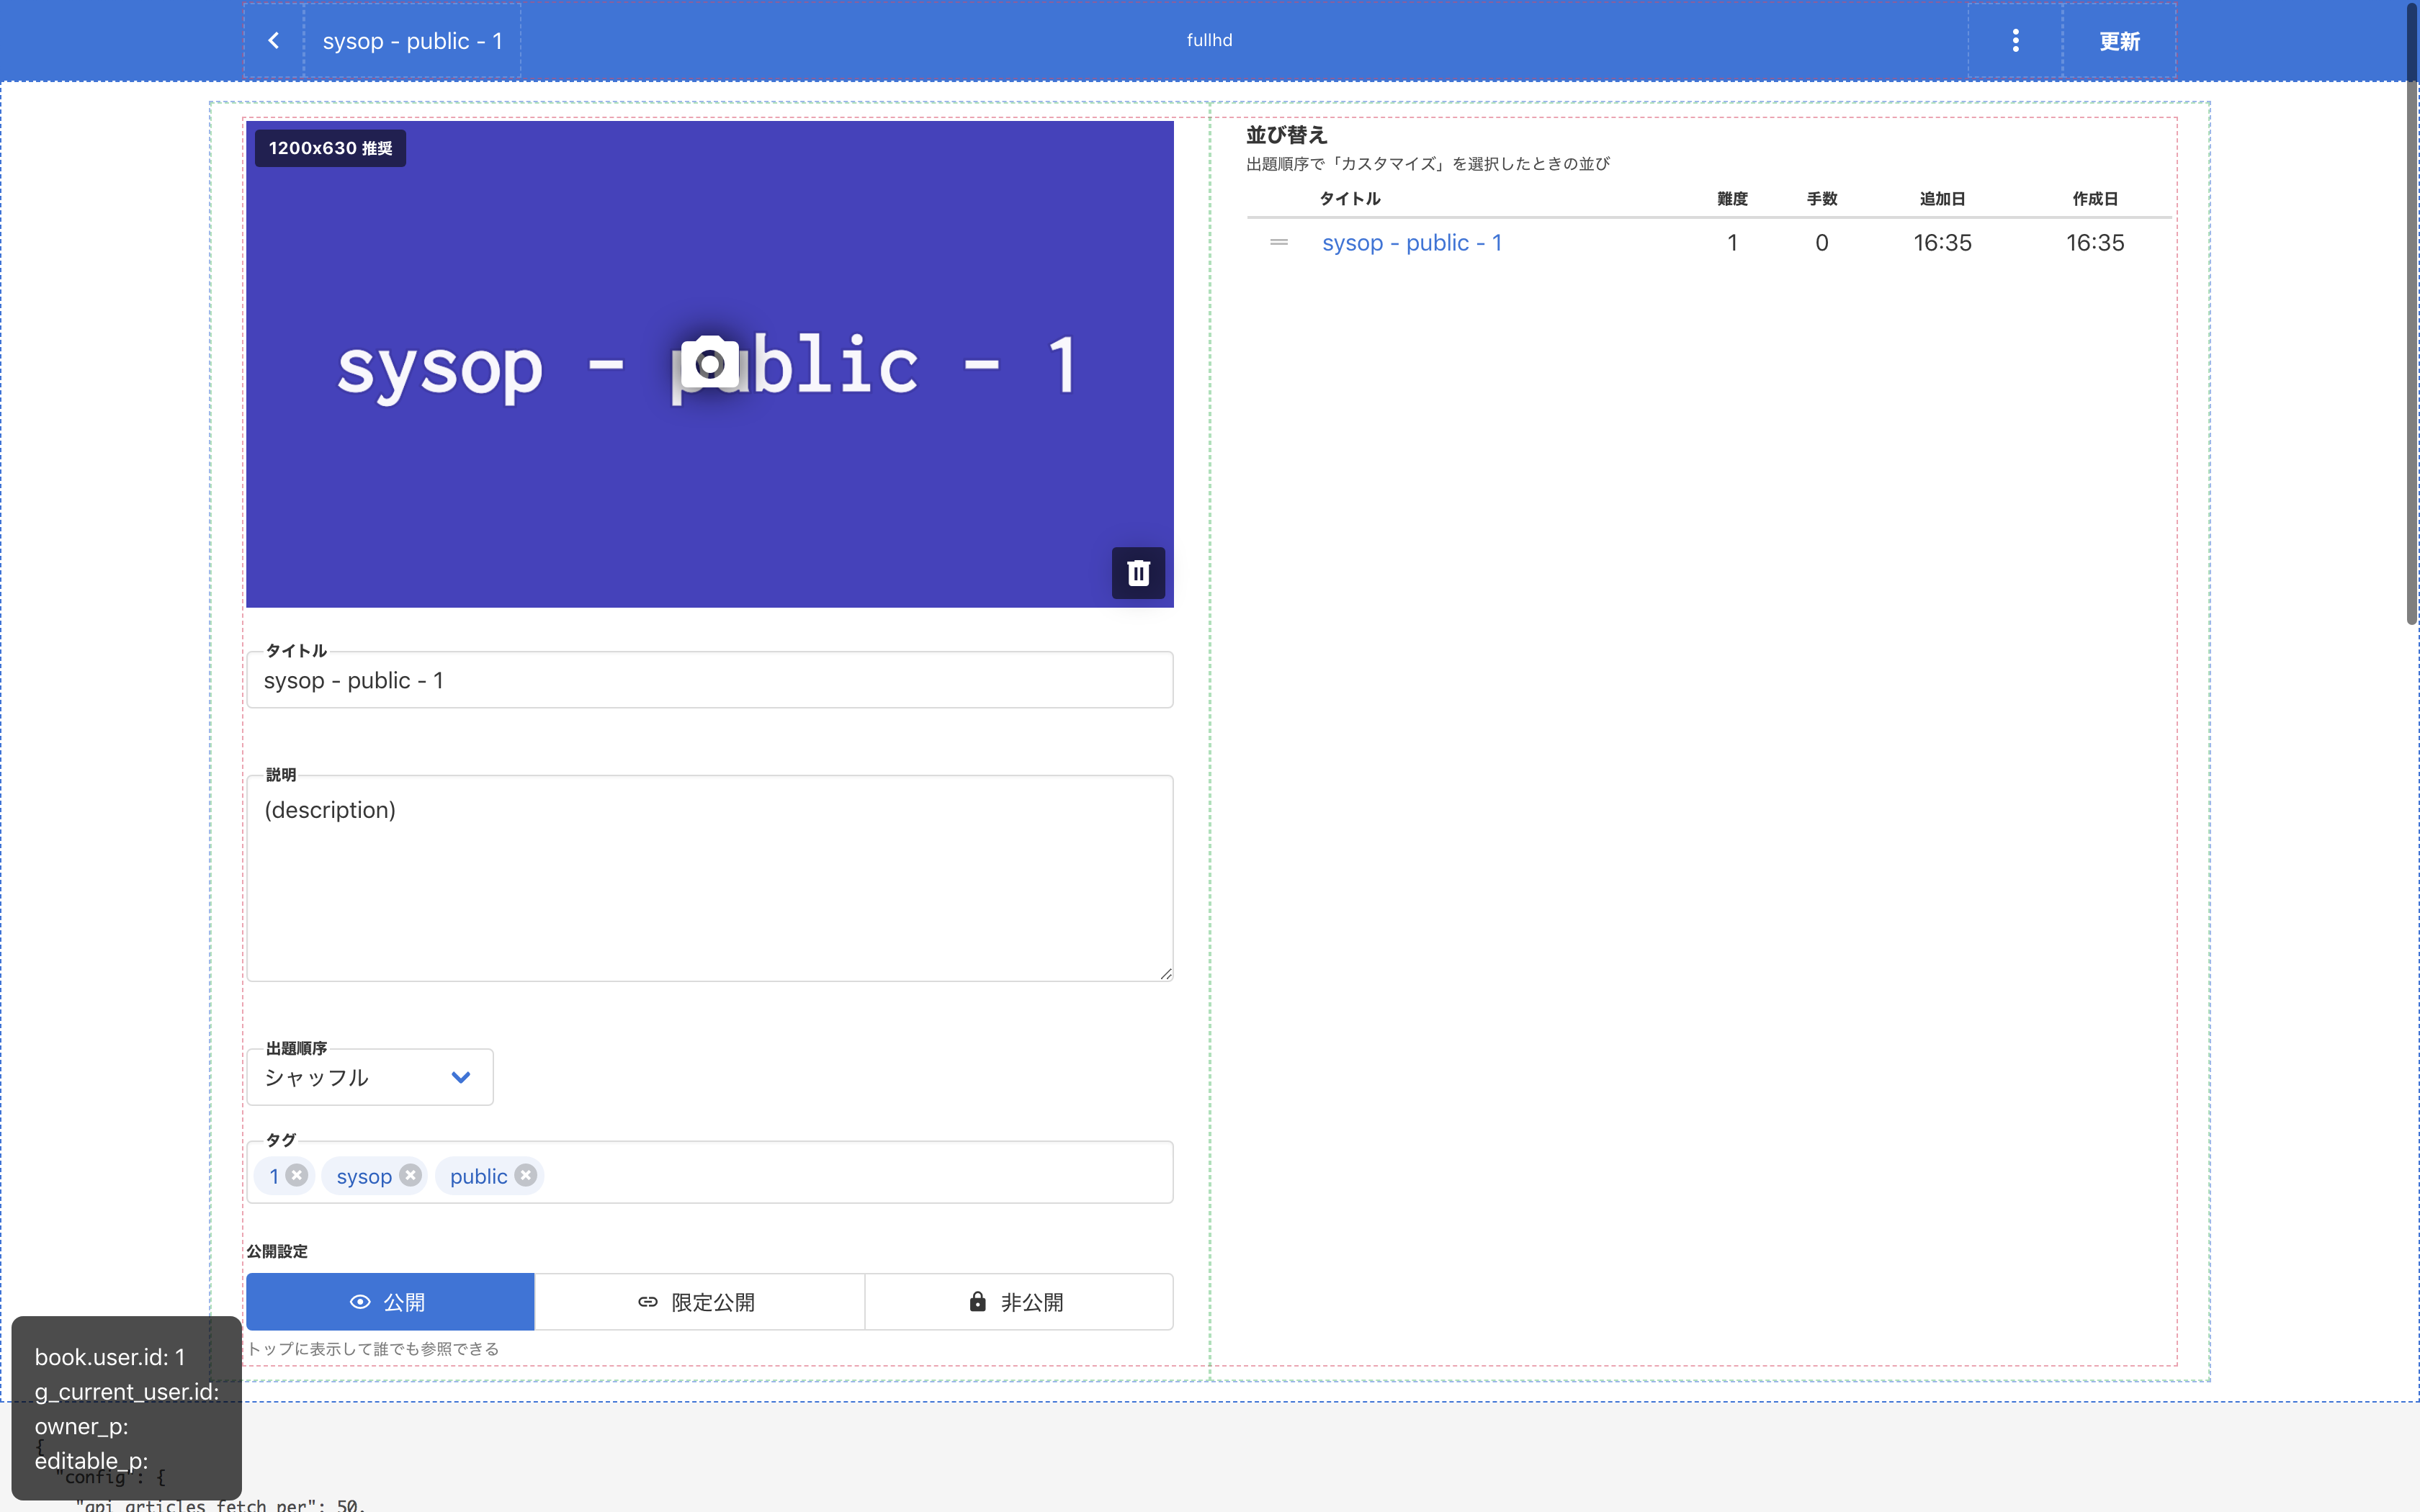 sysop - public - 1
fullhd
更新
1200x630 推奨
sysop - public - 1
タイトル
sysop - public - 1
説明
(description)
出題順序
シャッフル
タグ
1
sysop
public
公開設定
公開
限定公開
非公開
トップに表示して誰でも参照できる
並び替え
出題順序で「カスタマイズ」を選択したときの並び
タイトル 難度 手数 追加日 作成日
sysop - public - 1 1 0 16:35 16:35
book.user.id: 1
g_current_user.id:
owner_p:
editable_p:
{
"config": {
"api_articles_fetch_per": 50,